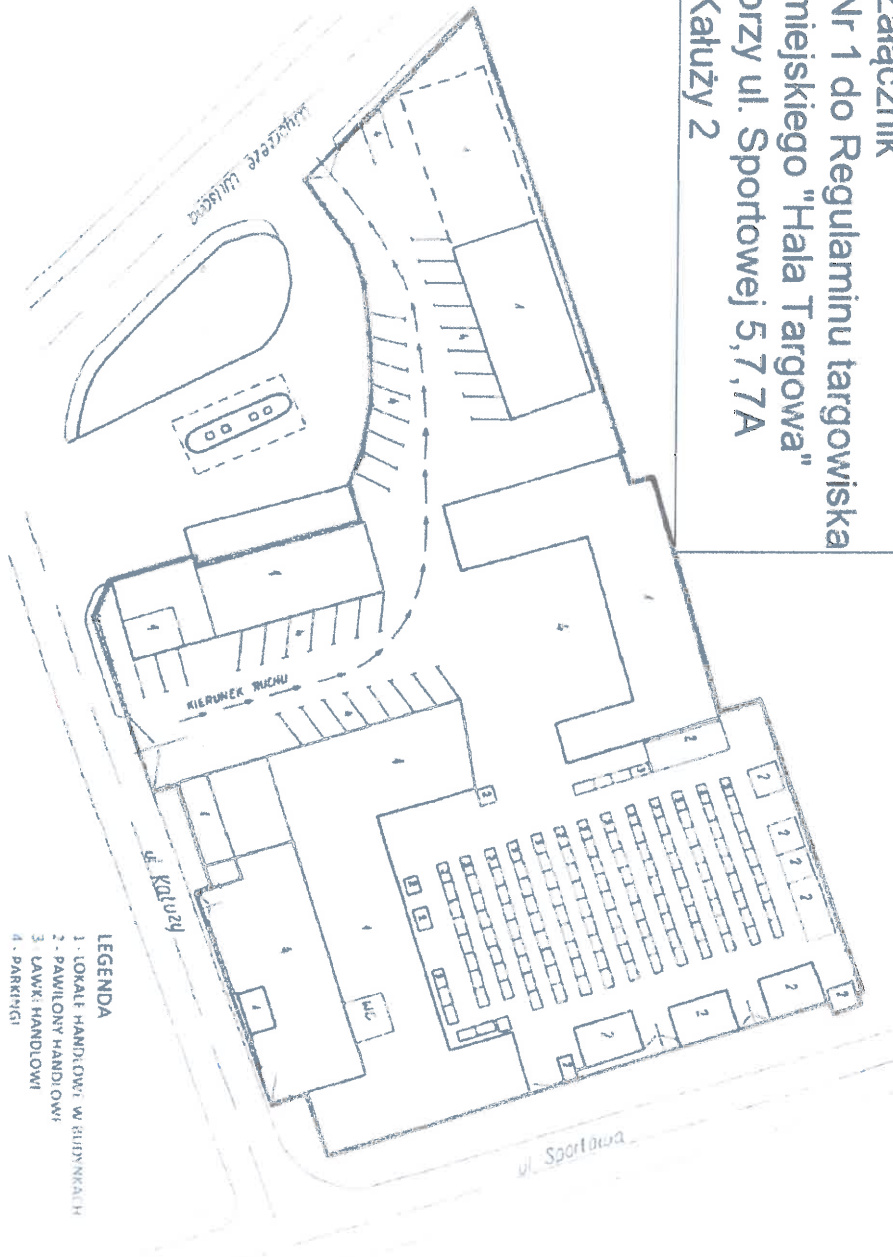 Załącznik
Nr 1 do Regulaminu targowiska
miejskiego "Hala Targowa"
przy ul. Sportowej 5,7,7A
Kałuży 2
KIERUNEK RUCHU
ul. Kałuży
ul. Sportowa
WC
LEGENDA
1 - LOKALE HANDLOWE W BUDYNKACH
2 - PAWILONY HANDLOWE
3 - ŁAWKI HANDLOWE
4 - PARKINGI